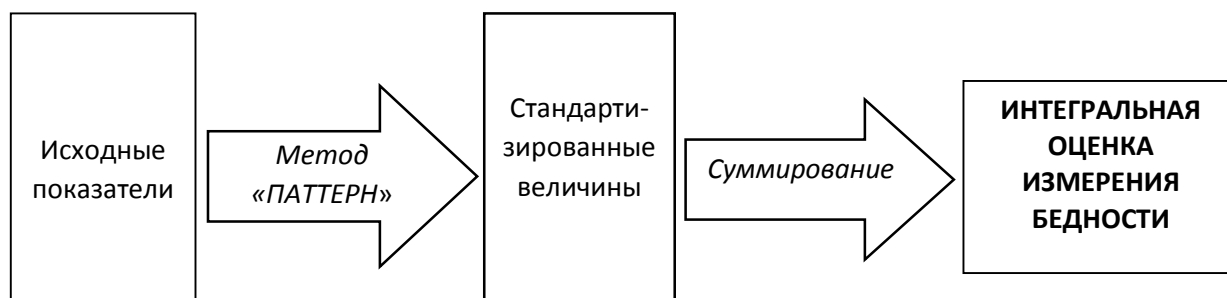 Исходные
показатели
Метод
«ПАТТЕРН»
Стандарти-
зированные
величины
Суммирование
ИНТЕГРАЛЬНАЯ
ОЦЕНКА
ИЗМЕРЕНИЯ
БЕДНОСТИ